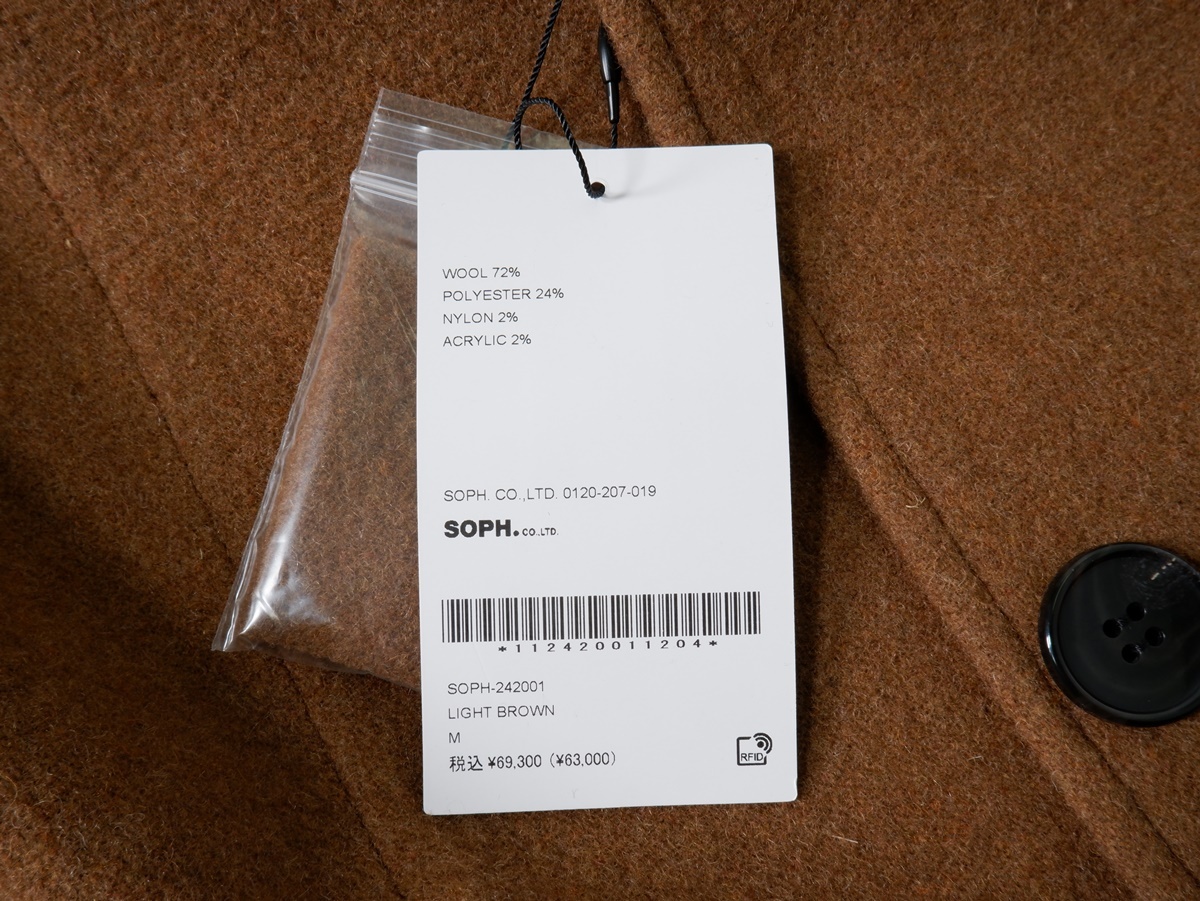 WOOL 72%
POLYESTER 24%
NYLON 2%
ACRYLIC 2%
SOPH. CO.,LTD. 0120-207-019
SOPH. CO.,LTD.
*112420011204*
SOPH-242001
LIGHT BROWN
M
税込 ¥69,300（¥63,000）
RFID